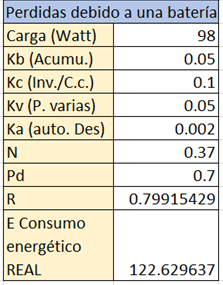 Perdidas debido a una batería
Carga (Watt) 98
Kb (Acumu.) 0.05
Kc (Inv./C.c.) 0.1
Kv (P. varias) 0.05
Ka (auto. Des) 0.002
N 0.37
Pd 0.7
R 0.79915429
E Consumo
energético
REAL 122.629637